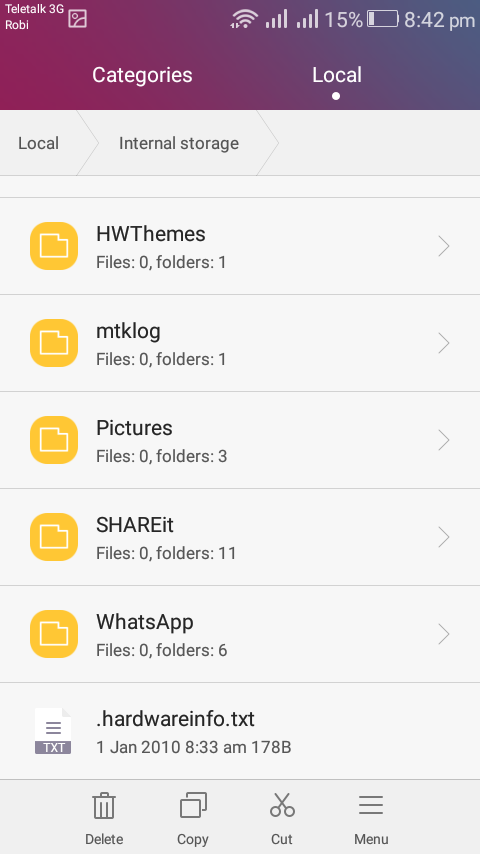 Teletalk 3G
Robi
15% 8:42 pm
Categories Local
Local Internal storage
HWThemes
Files: 0, folders: 1
mtklog
Files: 0, folders: 1
Pictures
Files: 0, folders: 3
SHAREit
Files: 0, folders: 11
WhatsApp
Files: 0, folders: 6
.hardwareinfo.txt
TXT
1 Jan 2010 8:33 am 178B
Delete Copy Cut Menu